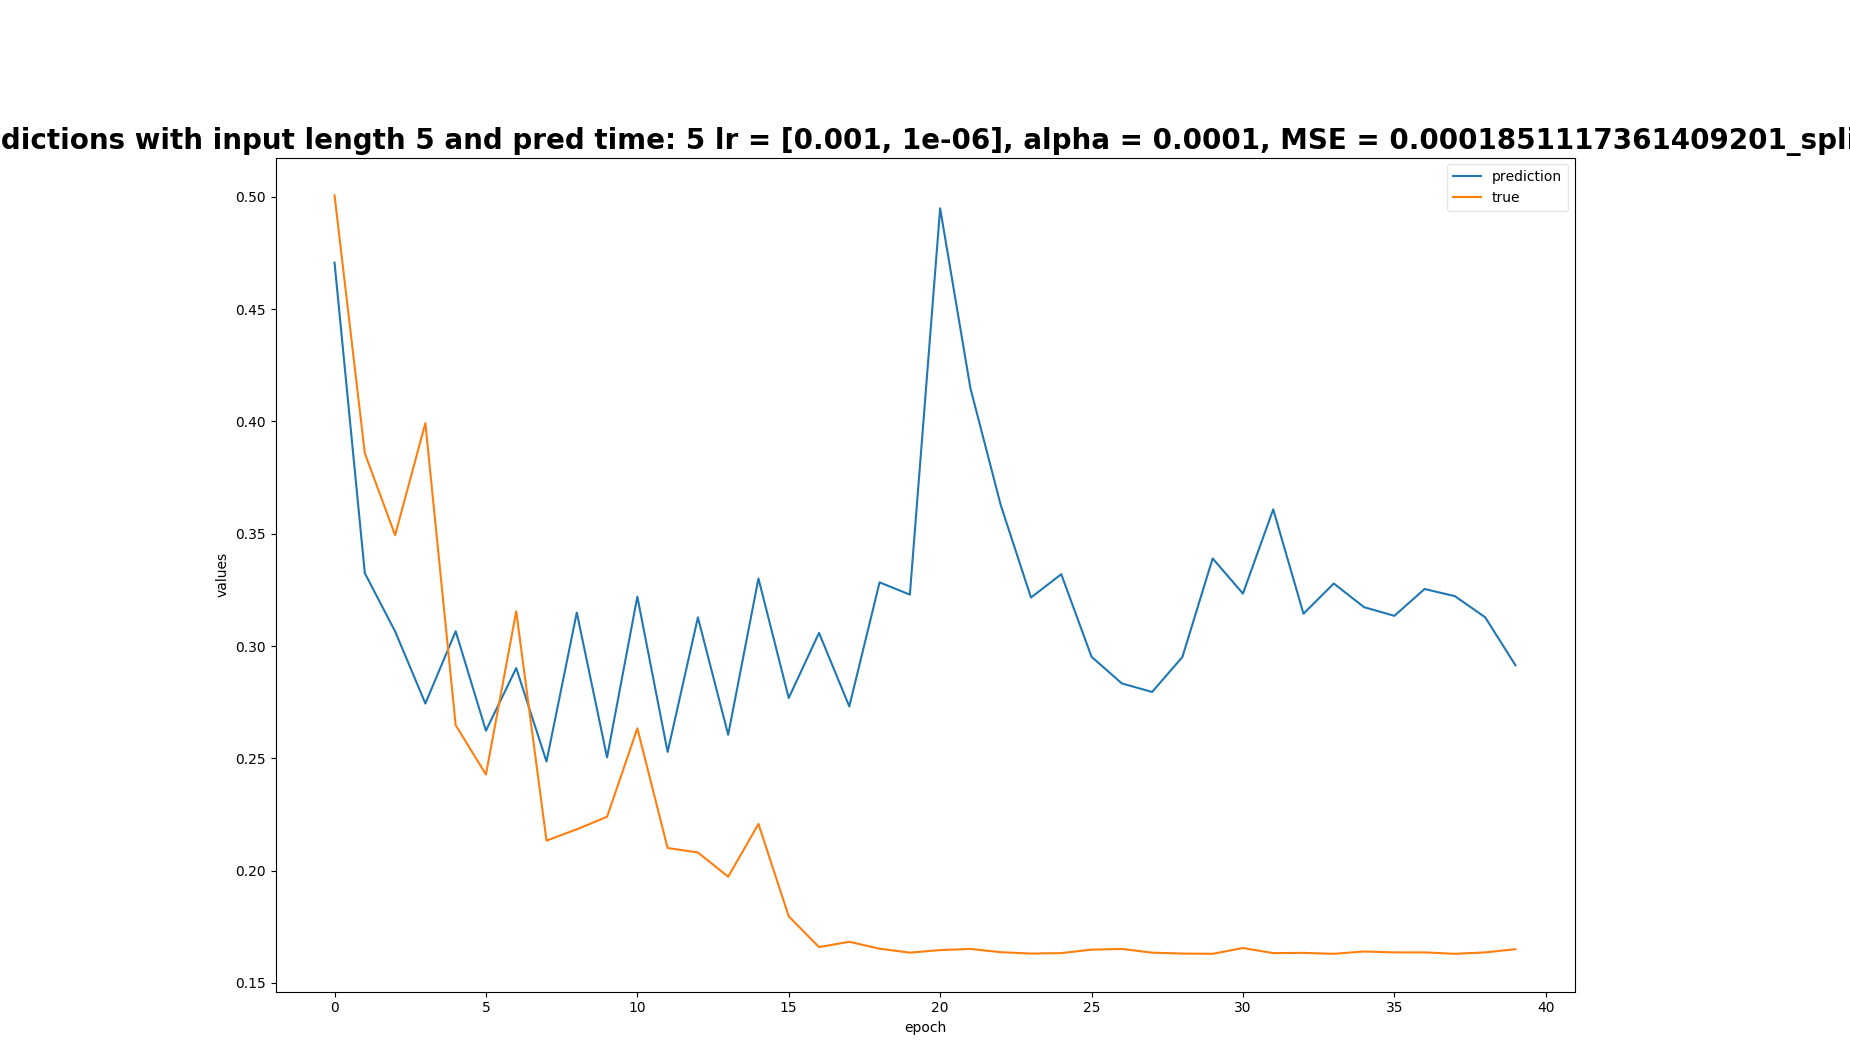 dictions with input length 5 and pred time: 5 lr = [0.001, 1e-06], alpha = 0.0001, MSE = 0.0001851117361409201_spli
prediction
true
0.50
0.45
0.40
0.35
0.30
0.25
0.20
0.15
values
0 5 10 15 20 25 30 35 40
epoch